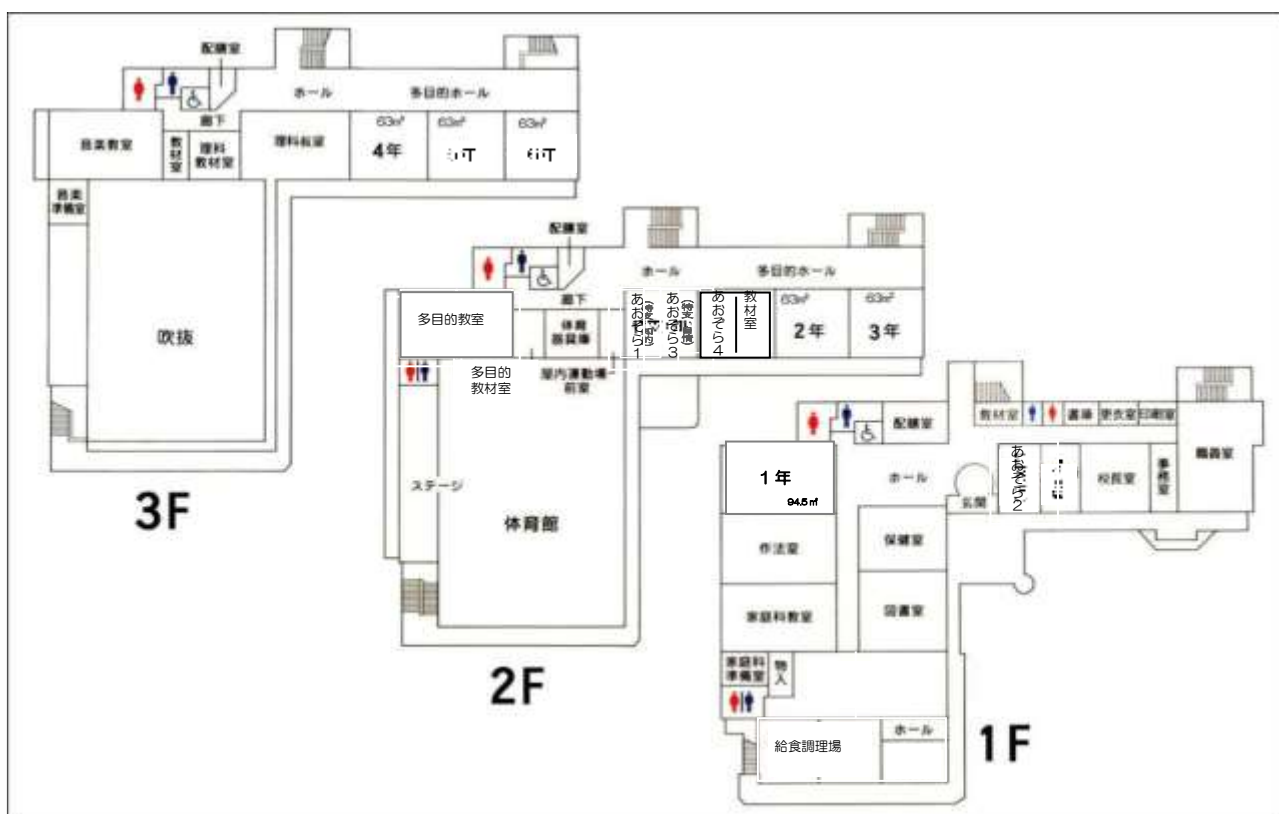 配膳室
ホール
多目的ホール
廊下
音楽教室
教材室
理科
教材室
理科教室
63㎡
4年
63㎡
63㎡
音楽
準備室
吹抜
3F
配膳室
ホール
多目的ホール
廊下
多目的教室
体育
器具庫
あおぞら1
あおぞら3
あおぞら4
教材室
63㎡
2年
63㎡
3年
多目的
教材室
屋内運動場
前室
ステージ
体育館
2F
配膳室
教材室
書庫
更衣室
印刷室
職員室
1年
94.5㎡
ホール
玄関
あおぞら2
校長室
事務室
作法室
保健室
家庭科教室
図書室
家庭科
準備室
物入
給食調理場
ホール
1F